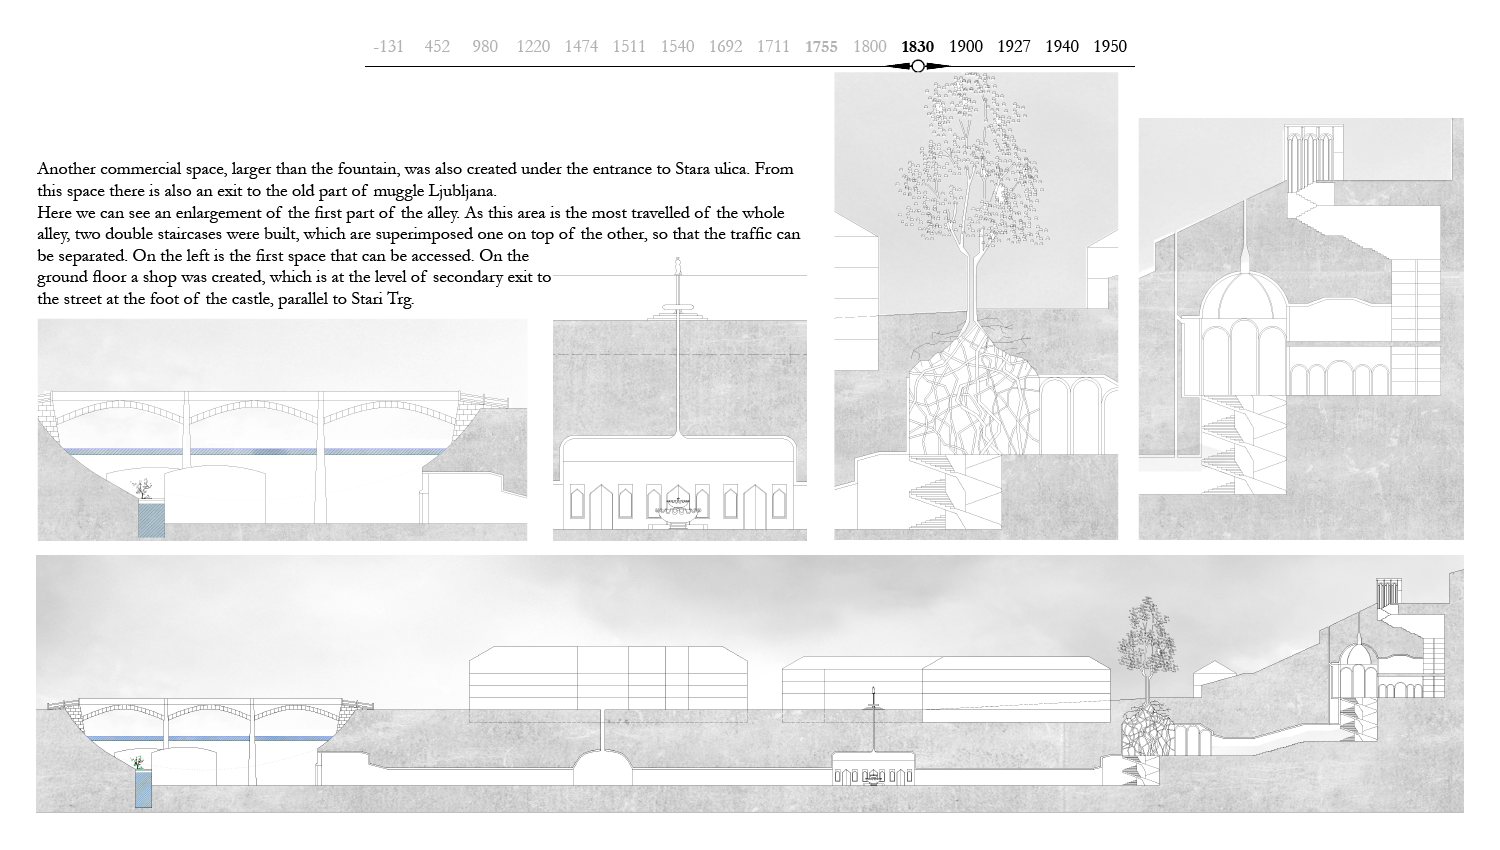 -131 452 980 1220 1474 1511 1540 1692 1711 1755 1800 1830 1900 1927 1940 1950
Another commercial space, larger than the fountain, was also created under the entrance to Stara ulica. From
this space there is also an exit to the old part of muggle Ljubljana.
Here we can see an enlargement of the first part of the alley. As this area is the most travelled of the whole
alley, two double staircases were built, which are superimposed one on top of the other, so that the traffic can
be separated. On the left is the first space that can be accessed. On the
ground floor a shop was created, which is at the level of secondary exit to
the street at the foot of the castle, parallel to Stari Trg.